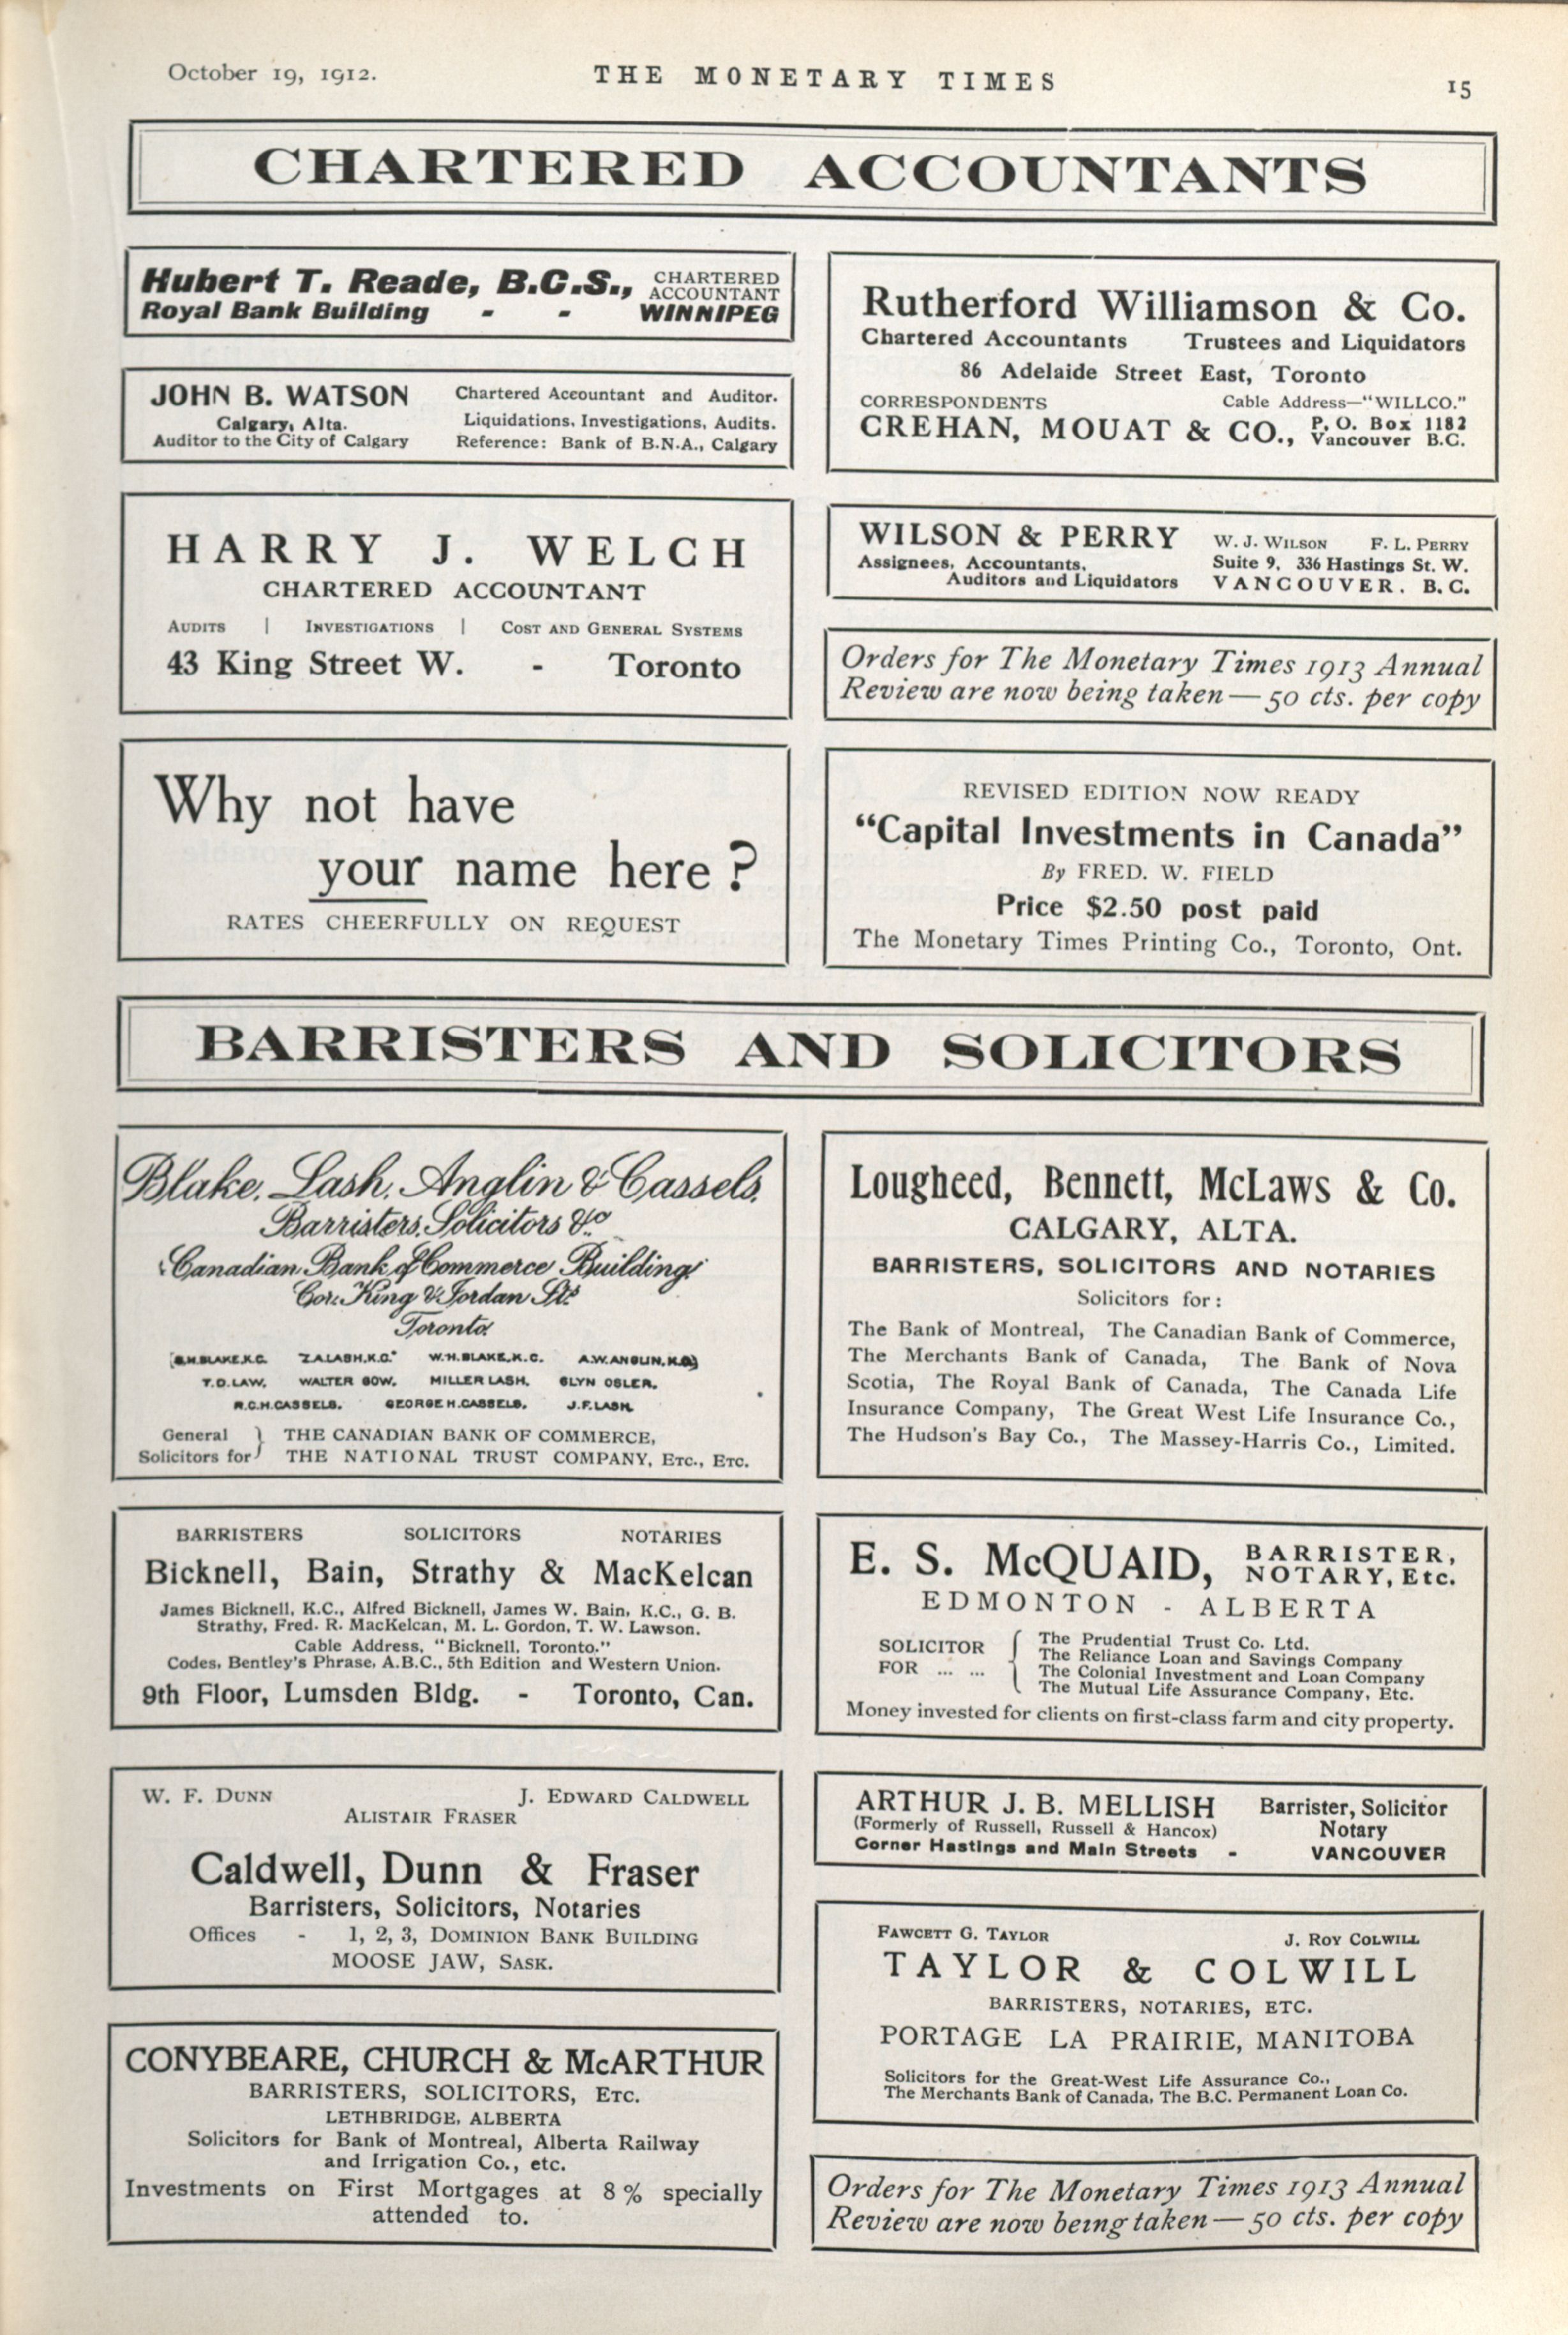 October 19, 1912.
THE MONETARY TIMES
15
CHARTERED ACCOUNTANTS
Hubert T. Reade, B.C.S., CHARTERED
ACCOUNTANT
Royal Bank Building - - WINNIPEG
JOHN B. WATSON
Calgary, Alta.
Auditor to the City of Calgary
Chartered Accountant and Auditor.
Liquidations, Investigations, Audits.
Reference: Bank of B.N.A., Calgary
HARRY J. WELCH
CHARTERED ACCOUNTANT
AUDITS | INVESTIGATIONS | COST AND GENERAL SYSTEMS
43 King Street W. - Toronto
Why not have
your name here?
RATES CHEERFULLY ON REQUEST
Rutherford Williamson & Co.
Chartered Accountants Trustees and Liquidators
86 Adelaide Street East, Toronto
CORRESPONDENTS Cable Address—"WILLCO."
CREHAN, MOUAT & CO., P. O. Box 1182
Vancouver B.C.
WILSON & PERRY
Assignees, Accountants,
Auditors and Liquidators
W. J. WILSON F. L. PERRY
Suite 9, 336 Hastings St. W.
VANCOUVER. B.C.
Orders for The Monetary Times 1913 Annual
Review are now being taken—50 cts. per copy
REVISED EDITION NOW READY
"Capital Investments in Canada"
By FRED. W. FIELD
Price $2.50 post paid
The Monetary Times Printing Co., Toronto, Ont.
BARRISTERS AND SOLICITORS
Blake, Lash, Anglin & Cassels,
Barristers, Solicitors &c
Canadian Bank of Commerce Building,
Cor. King & Jordan Sts.
Toronto.
S.H.BLAKE,K.C. Z.A.LASH,K.C. W.H.BLAKE,K.C. A.W.ANGLIN,K.C.
T.D.LAW. WALTER GOW. MILLER LASH. GLYN OSLER.
R.C.H.CASSELS. GEORGE H.CASSELS. J.F.LASH.
General } THE CANADIAN BANK OF COMMERCE,
Solicitors for THE NATIONAL TRUST COMPANY, ETC., ETC.
BARRISTERS SOLICITORS NOTARIES
Bicknell, Bain, Strathy & MacKelcan
James Bicknell, K.C., Alfred Bicknell, James W. Bain, K.C., G. B.
Strathy, Fred. R. MacKelcan, M. L. Gordon, T. W. Lawson.
Cable Address, "Bicknell, Toronto."
Codes, Bentley's Phrase, A.B.C., 5th Edition and Western Union.
9th Floor, Lumsden Bldg. - Toronto, Can.
W. F. DUNN J. EDWARD CALDWELL
ALISTAIR FRASER
Caldwell, Dunn & Fraser
Barristers, Solicitors, Notaries
Offices - 1, 2, 3, DOMINION BANK BUILDING
MOOSE JAW, SASK.
CONYBEARE, CHURCH & McARTHUR
BARRISTERS, SOLICITORS, ETC.
LETHBRIDGE, ALBERTA
Solicitors for Bank of Montreal, Alberta Railway
and Irrigation Co., etc.
Investments on First Mortgages at 8% specially
attended to.
Lougheed, Bennett, McLaws & Co.
CALGARY, ALTA.
BARRISTERS, SOLICITORS AND NOTARIES
Solicitors for:
The Bank of Montreal, The Canadian Bank of Commerce,
The Merchants Bank of Canada, The Bank of Nova
Scotia, The Royal Bank of Canada, The Canada Life
Insurance Company, The Great West Life Insurance Co.,
The Hudson's Bay Co., The Massey-Harris Co., Limited.
E. S. McQUAID, BARRISTER,
NOTARY, Etc.
EDMONTON - ALBERTA
SOLICITOR
FOR ... ...
The Prudential Trust Co. Ltd.
The Reliance Loan and Savings Company
The Colonial Investment and Loan Company
The Mutual Life Assurance Company, Etc.
Money invested for clients on first-class farm and city property.
ARTHUR J. B. MELLISH
(Formerly of Russell, Russell & Hancox)
Corner Hastings and Main Streets -
Barrister, Solicitor
Notary
VANCOUVER
FAWCETT G. TAYLOR J. ROY COLWILL
TAYLOR & COLWILL
BARRISTERS, NOTARIES, ETC.
PORTAGE LA PRAIRIE, MANITOBA
Solicitors for the Great-West Life Assurance Co.,
The Merchants Bank of Canada, The B.C. Permanent Loan Co.
Orders for The Monetary Times 1913 Annual
Review are now being taken—50 cts. per copy